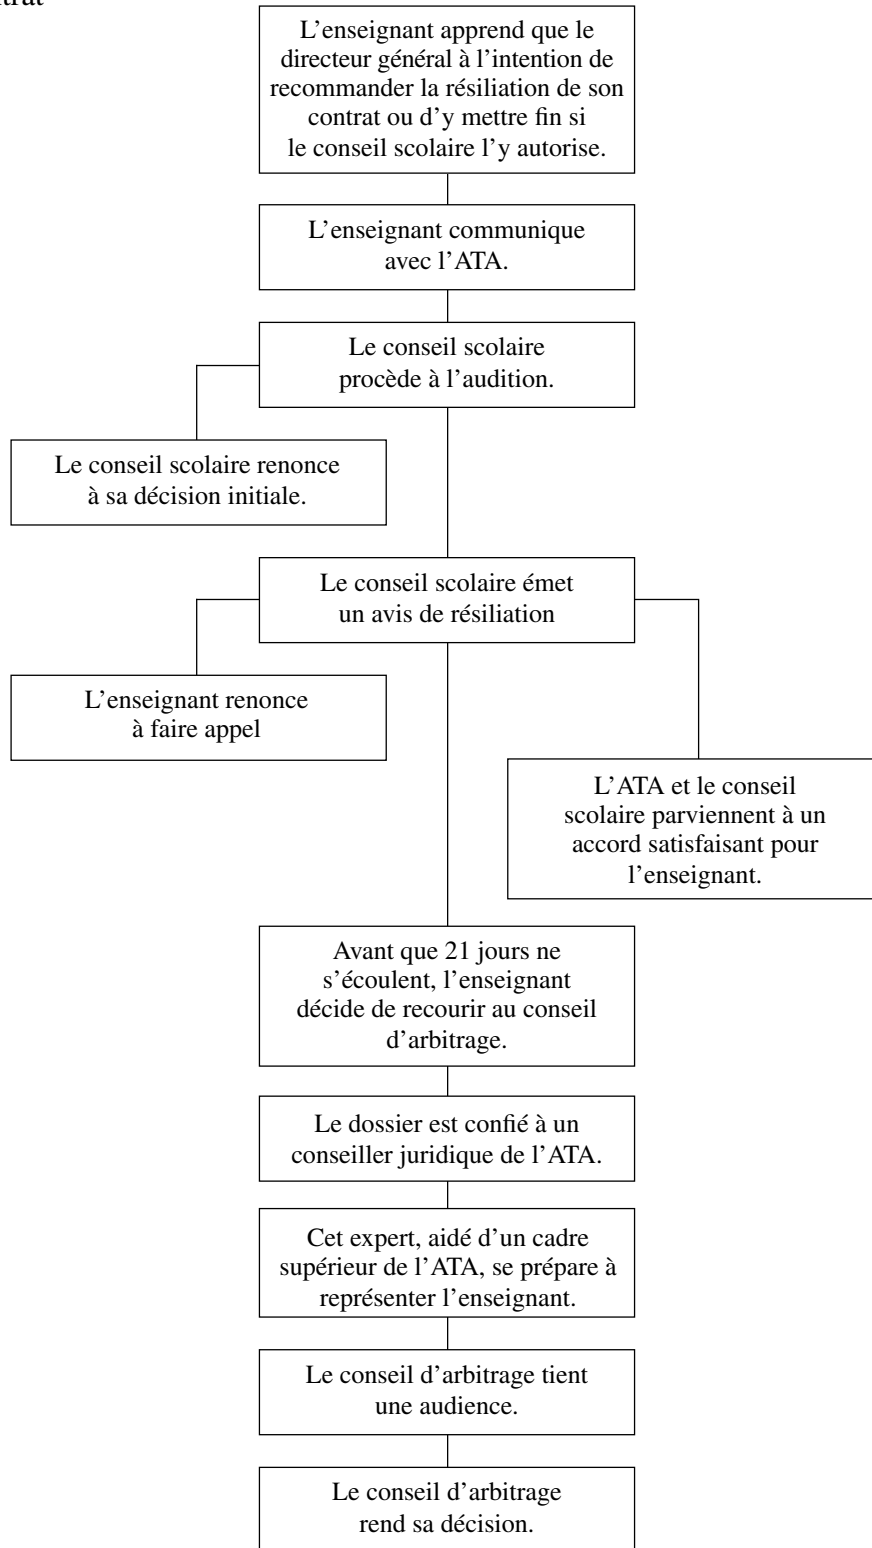 L'enseignant apprend que le
directeur général à l'intention de
recommander la résiliation de son
contrat ou d'y mettre fin si
le conseil scolaire l'y autorise.
L'enseignant communique
avec l'ATA.
Le conseil scolaire
procède à l'audition.
Le conseil scolaire renonce
à sa décision initiale.
Le conseil scolaire émet
un avis de résiliation
L'enseignant renonce
à faire appel
L'ATA et le conseil
scolaire parviennent à un
accord satisfaisant pour
l'enseignant.
Avant que 21 jours ne
s'écoulent, l'enseignant
décide de recourir au conseil
d'arbitrage.
Le dossier est confié à un
conseiller juridique de l'ATA.
Cet expert, aidé d'un cadre
supérieur de l'ATA, se prépare à
représenter l'enseignant.
Le conseil d'arbitrage tient
une audience.
Le conseil d'arbitrage
rend sa décision.